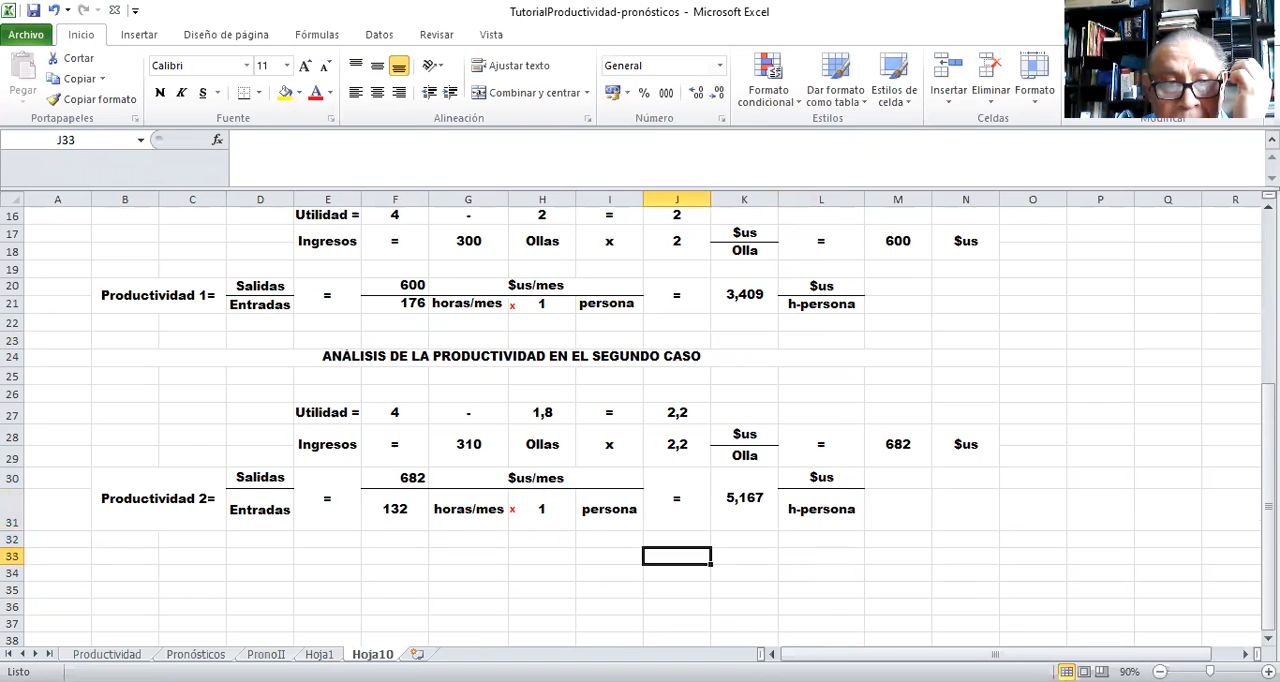 TutorialProductividad-pronósticos - Microsoft Excel
Archivo Inicio Insertar Diseño de página Fórmulas Datos Revisar Vista
Pegar
Cortar
Copiar
Copiar formato
Portapapeles
Calibri 11
N K S
Fuente
Ajustar texto
Combinar y centrar
Alineación
General
% 000
Número
Formato condicional
Dar formato como tabla
Estilos de celda
Estilos
Insertar Eliminar Formato
Celdas
Modificar
J33 fx
A B C D E F G H I J K L M N O P Q R
16 Utilidad = 4 - 2 = 2
17 Ingresos = 300 Ollas x 2 $us = 600 $us
18 Olla
19
20 Productividad 1= Salidas = 600 $us/mes = 3,409 $us
21 Entradas 176 horas/mes x 1 persona h-persona
22
23
24 ANÁLISIS DE LA PRODUCTIVIDAD EN EL SEGUNDO CASO
25
26
27 Utilidad = 4 - 1,8 = 2,2
28 Ingresos = 310 Ollas x 2,2 $us = 682 $us
29 Olla
30 Productividad 2= Salidas = 682 $us/mes = 5,167 $us
31 Entradas 132 horas/mes x 1 persona h-persona
32
33
34
35
36
37
38
Productividad Pronósticos PronoII Hoja1 Hoja10
Listo 90%